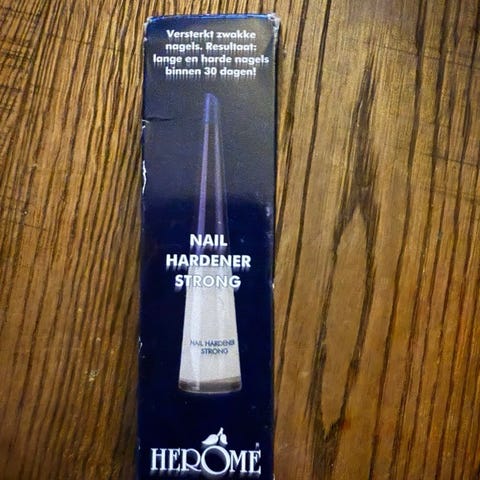 Versterkt zwakke
nagels. Resultaat:
lange en harde nagels
binnen 30 dagen!
NAIL
HARDENER
STRONG
NAIL HARDENER
STRONG
HERÔME